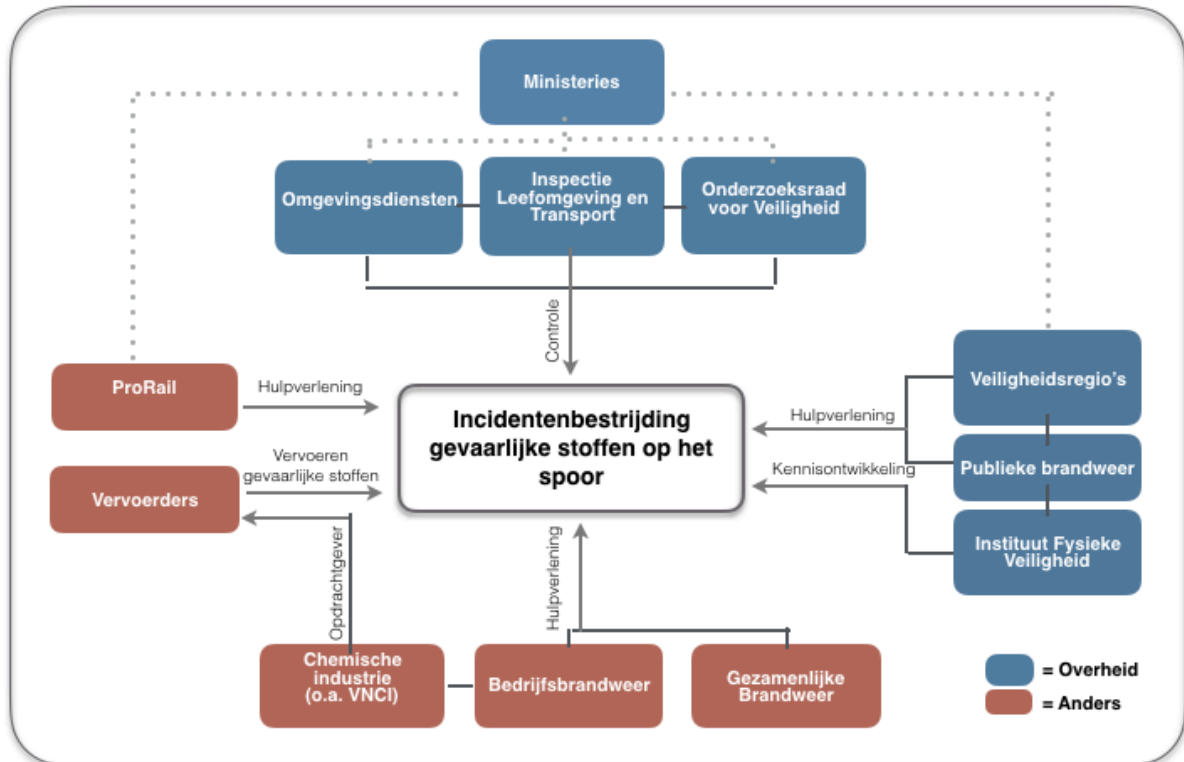 Ministeries
Omgevingsdiensten
Inspectie
Leefomgeving en
Transport
Onderzoeksraad
voor Veiligheid
Controle
ProRail
Hulpverlening
Vervoerders
Vervoeren
gevaarlijke stoffen
Incidentenbestrijding
gevaarlijke stoffen op het
spoor
Hulpverlening
Kennisontwikkeling
Veiligheidsregio's
Publieke brandweer
Instituut Fysieke
Veiligheid
Opdrachtgever
Hulpverlening
Chemische
industrie
(o.a. VNCI)
Bedrijfsbrandweer
Gezamenlijke
Brandweer
= Overheid
= Anders